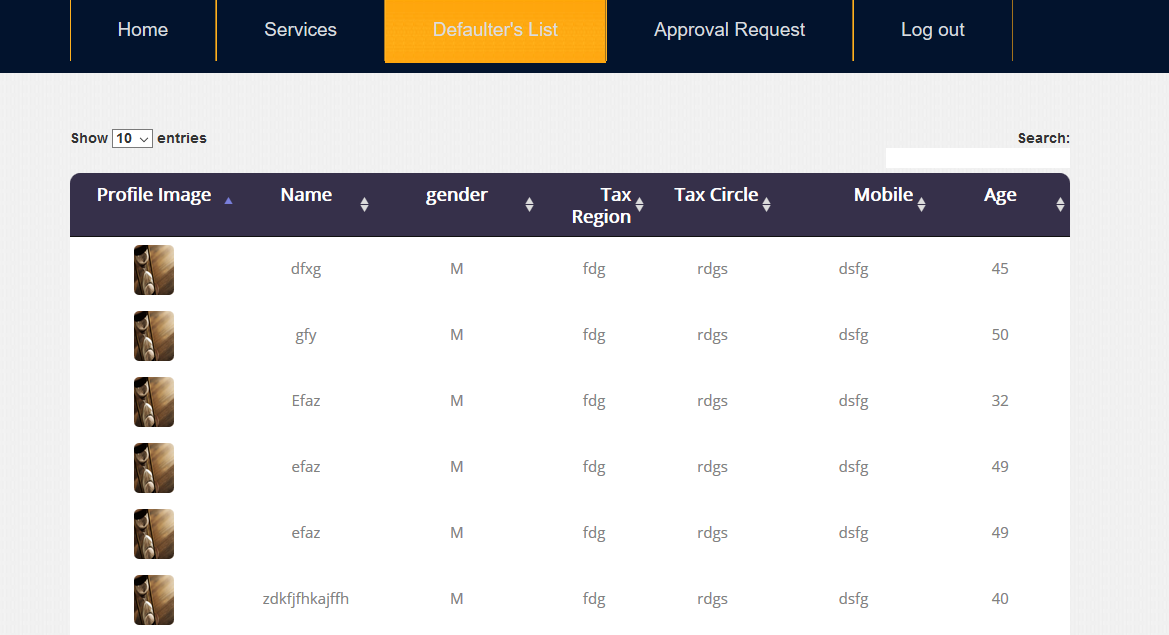 Home Services Defaulter's List Approval Request Log out
Show 10 entries Search:
Profile Image Name gender Tax Region Tax Circle Mobile Age
dfxg M fdg rdgs dsfg 45
gfy M fdg rdgs dsfg 50
Efaz M fdg rdgs dsfg 32
efaz M fdg rdgs dsfg 49
efaz M fdg rdgs dsfg 49
zdkfjfhkajffh M fdg rdgs dsfg 40